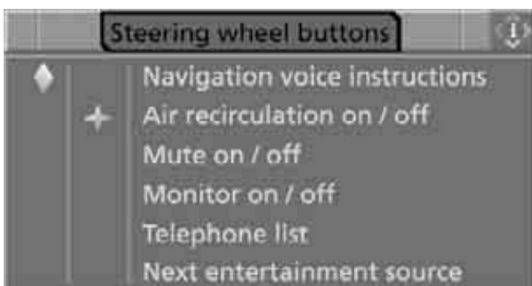 Steering wheel buttons
Navigation voice instructions
Air recirculation on / off
Mute on / off
Monitor on / off
Telephone list
Next entertainment source